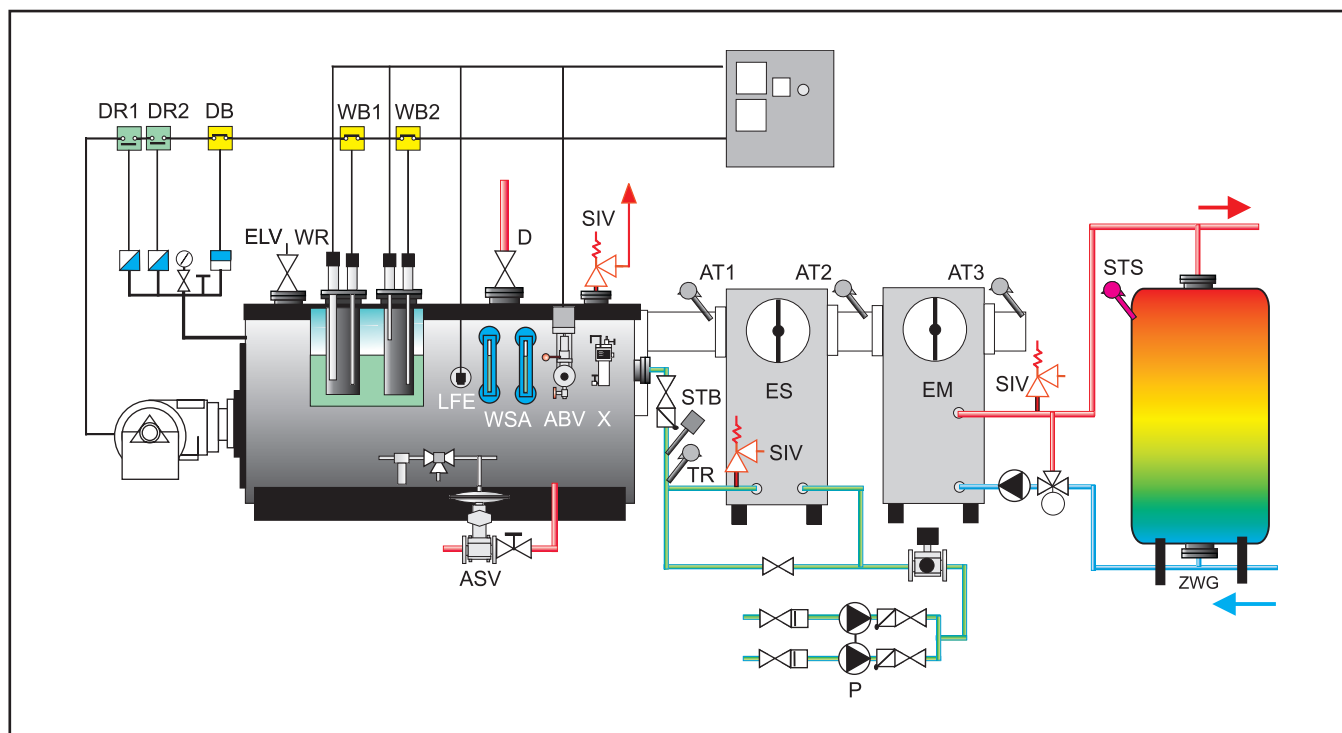 DR1 DR2 DB WB1 WB2
ELV WR D SIV
AT1 AT2 AT3 STS
LFE WSA ABV X STB ES EM SIV
TR SIV
ASV
ZWG
P